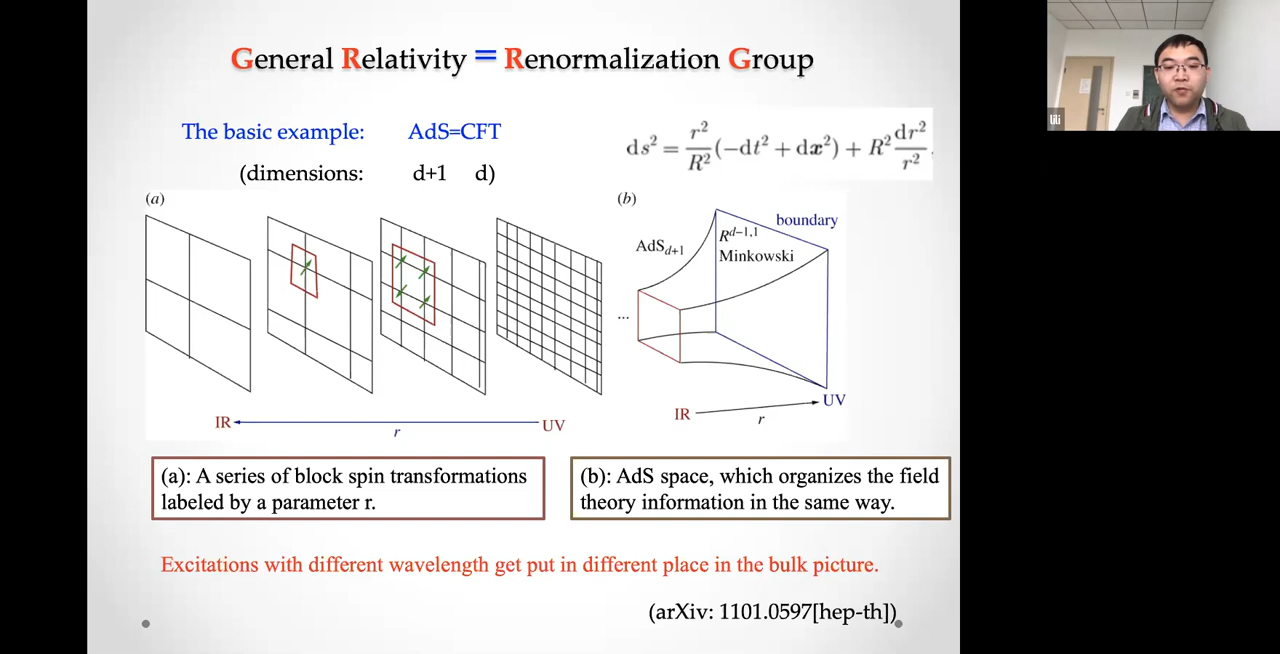 General Relativity = Renormalization Group
The basic example: AdS=CFT
(dimensions: d+1 d)
ds² = r²/R² (−dt² + dx²) + R² dr²/r².
(a)
IR
UV
r
(b)
boundary
AdS_{d+1}
R^{d−1,1}
Minkowski
...
IR
UV
r
(a): A series of block spin transformations
labeled by a parameter r.
(b): AdS space, which organizes the field
theory information in the same way.
Excitations with different wavelength get put in different place in the bulk picture.
(arXiv: 1101.0597[hep-th])
lili